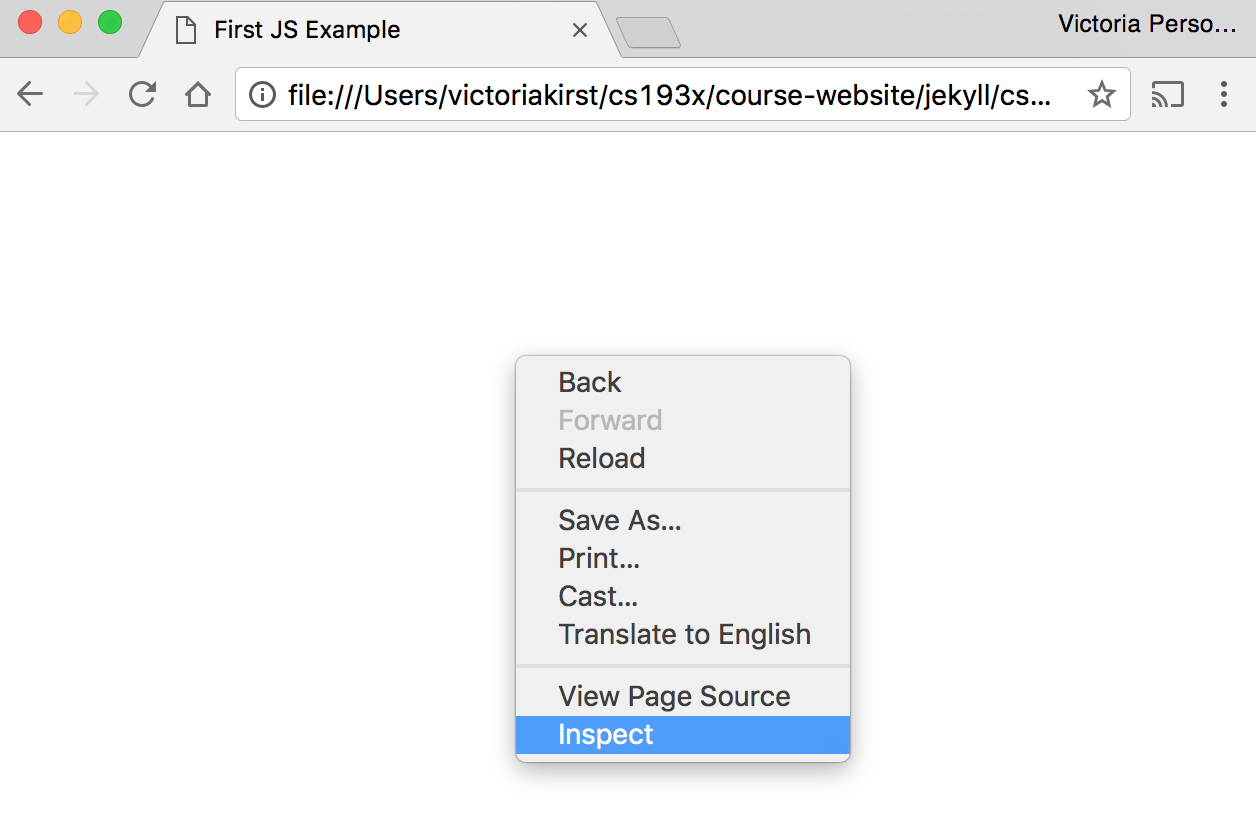 First JS Example
Victoria Perso...
file:///Users/victoriakirst/cs193x/course-website/jekyll/cs...
Back
Forward
Reload
Save As...
Print...
Cast...
Translate to English
View Page Source
Inspect